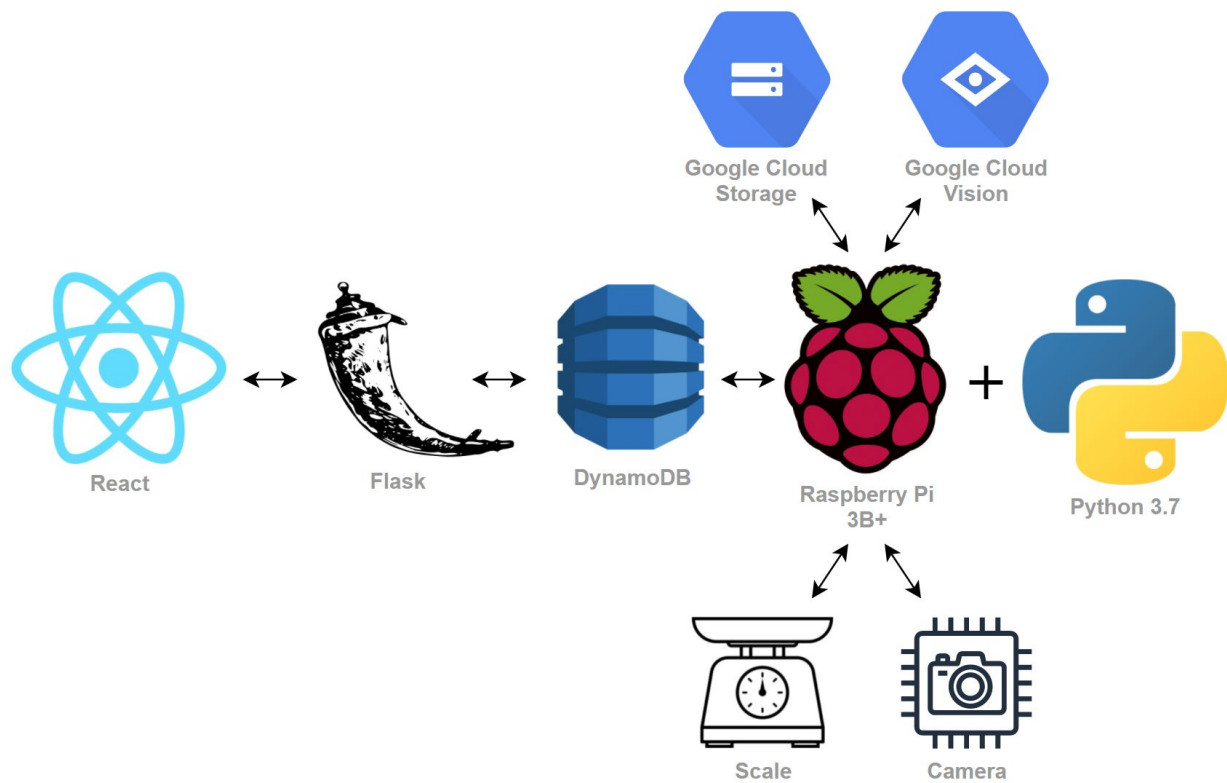 Google Cloud
Storage
Google Cloud
Vision
React
Flask
DynamoDB
Raspberry Pi
3B+
Python 3.7
Scale
Camera